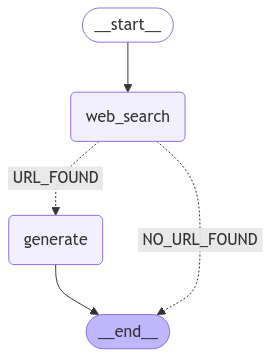 __start__
web_search
URL_FOUND
generate
NO_URL_FOUND
__end__